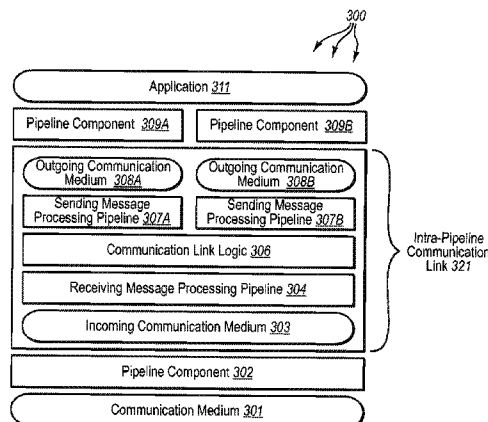 300
Application 311
Pipeline Component 309A
Pipeline Component 309B
Outgoing Communication
Medium 308A
Outgoing Communication
Medium 308B
Sending Message
Processing Pipeline 307A
Sending Message
Processing Pipeline 307B
Communication Link Logic 306
Receiving Message Processing Pipeline 304
Incoming Communication Medium 303
Intra-Pipeline
Communication
Link 321
Pipeline Component 302
Communication Medium 301